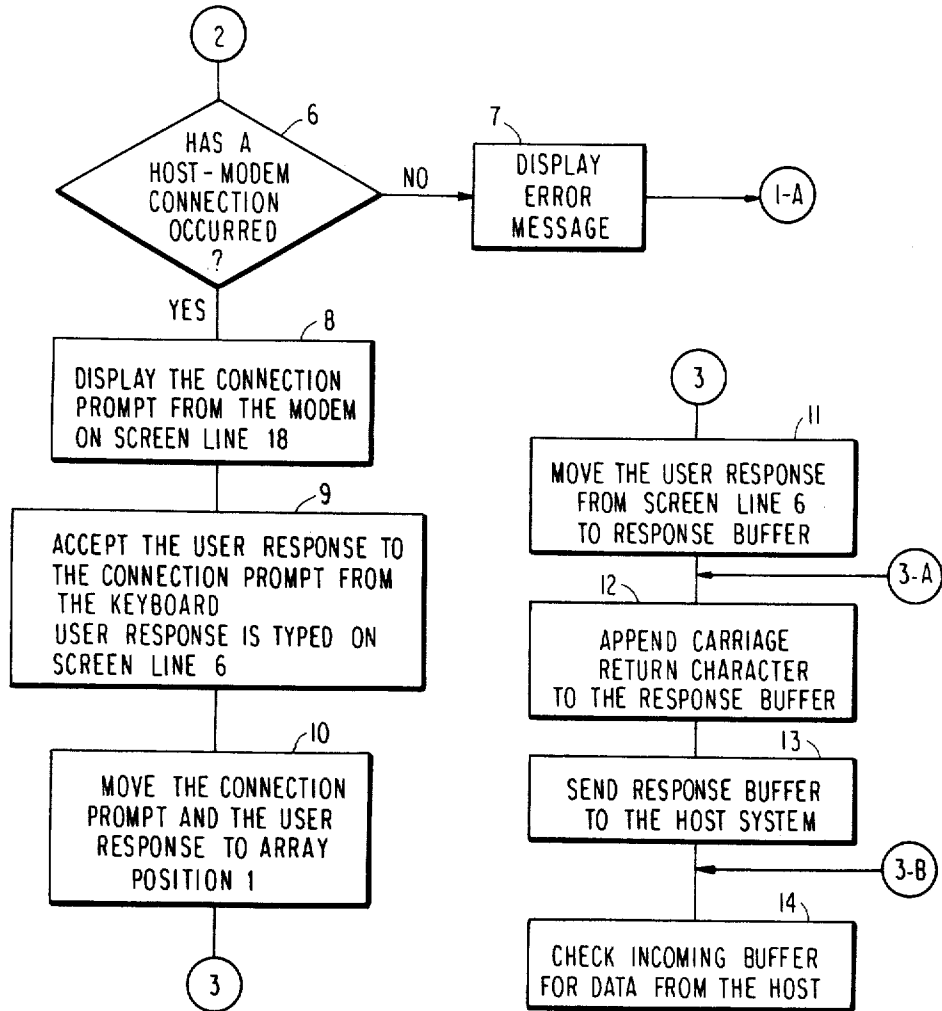 2
6
HAS A
HOST-MODEM
CONNECTION
OCCURRED
?
NO
7
DISPLAY
ERROR
MESSAGE
1-A
YES
8
DISPLAY THE CONNECTION
PROMPT FROM THE MODEM
ON SCREEN LINE 18
9
ACCEPT THE USER RESPONSE TO
THE CONNECTION PROMPT FROM
THE KEYBOARD
USER RESPONSE IS TYPED ON
SCREEN LINE 6
10
MOVE THE CONNECTION
PROMPT AND THE USER
RESPONSE TO ARRAY
POSITION 1
3
3
11
MOVE THE USER RESPONSE
FROM SCREEN LINE 6
TO RESPONSE BUFFER
3-A
12
APPEND CARRIAGE
RETURN CHARACTER
TO THE RESPONSE BUFFER
13
SEND RESPONSE BUFFER
TO THE HOST SYSTEM
3-B
14
CHECK INCOMING BUFFER
FOR DATA FROM THE HOST